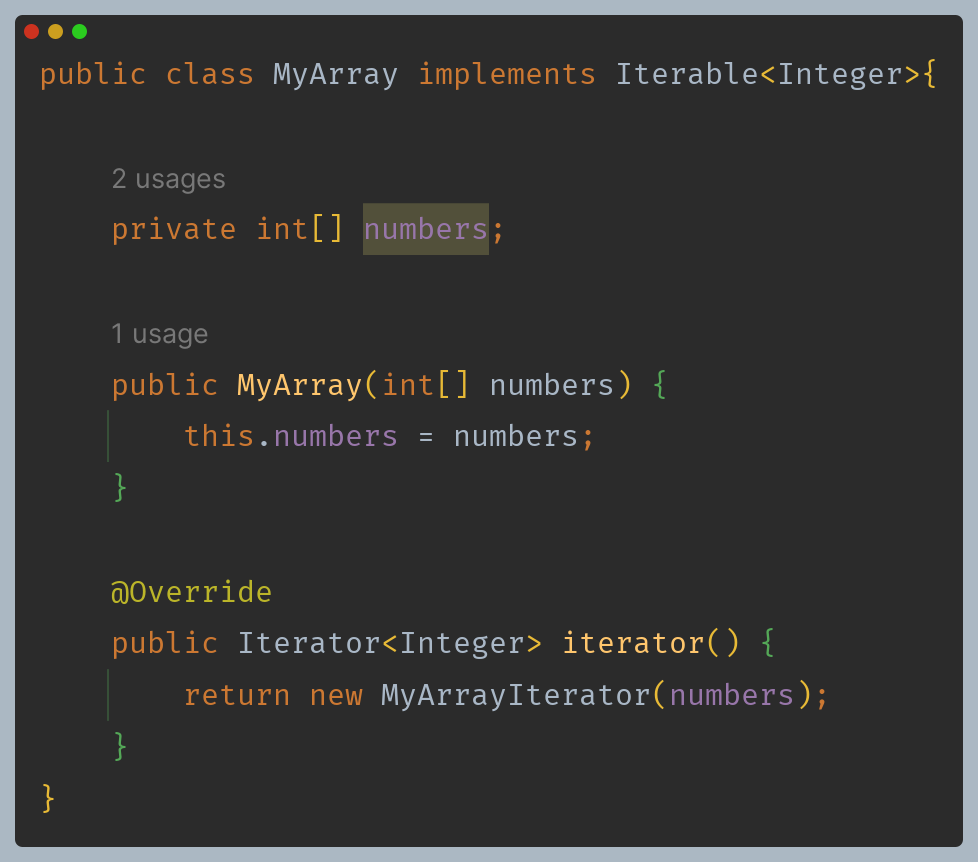 public class MyArray implements Iterable<Integer>{
2 usages
private int[] numbers;
1 usage
public MyArray(int[] numbers) {
this.numbers = numbers;
}
@Override
public Iterator<Integer> iterator() {
return new MyArrayIterator(numbers);
}
}